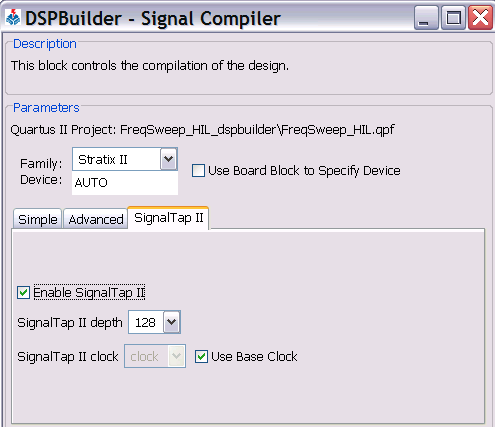 DSPBuilder - Signal Compiler
Description
This block controls the compilation of the design.
Parameters
Quartus II Project: FreqSweep_HIL_dspbuilder\FreqSweep_HIL.qpf
Family: Stratix II
Device: AUTO
Use Board Block to Specify Device
Simple Advanced SignalTap II
Enable SignalTap II
SignalTap II depth 128
SignalTap II clock clock Use Base Clock